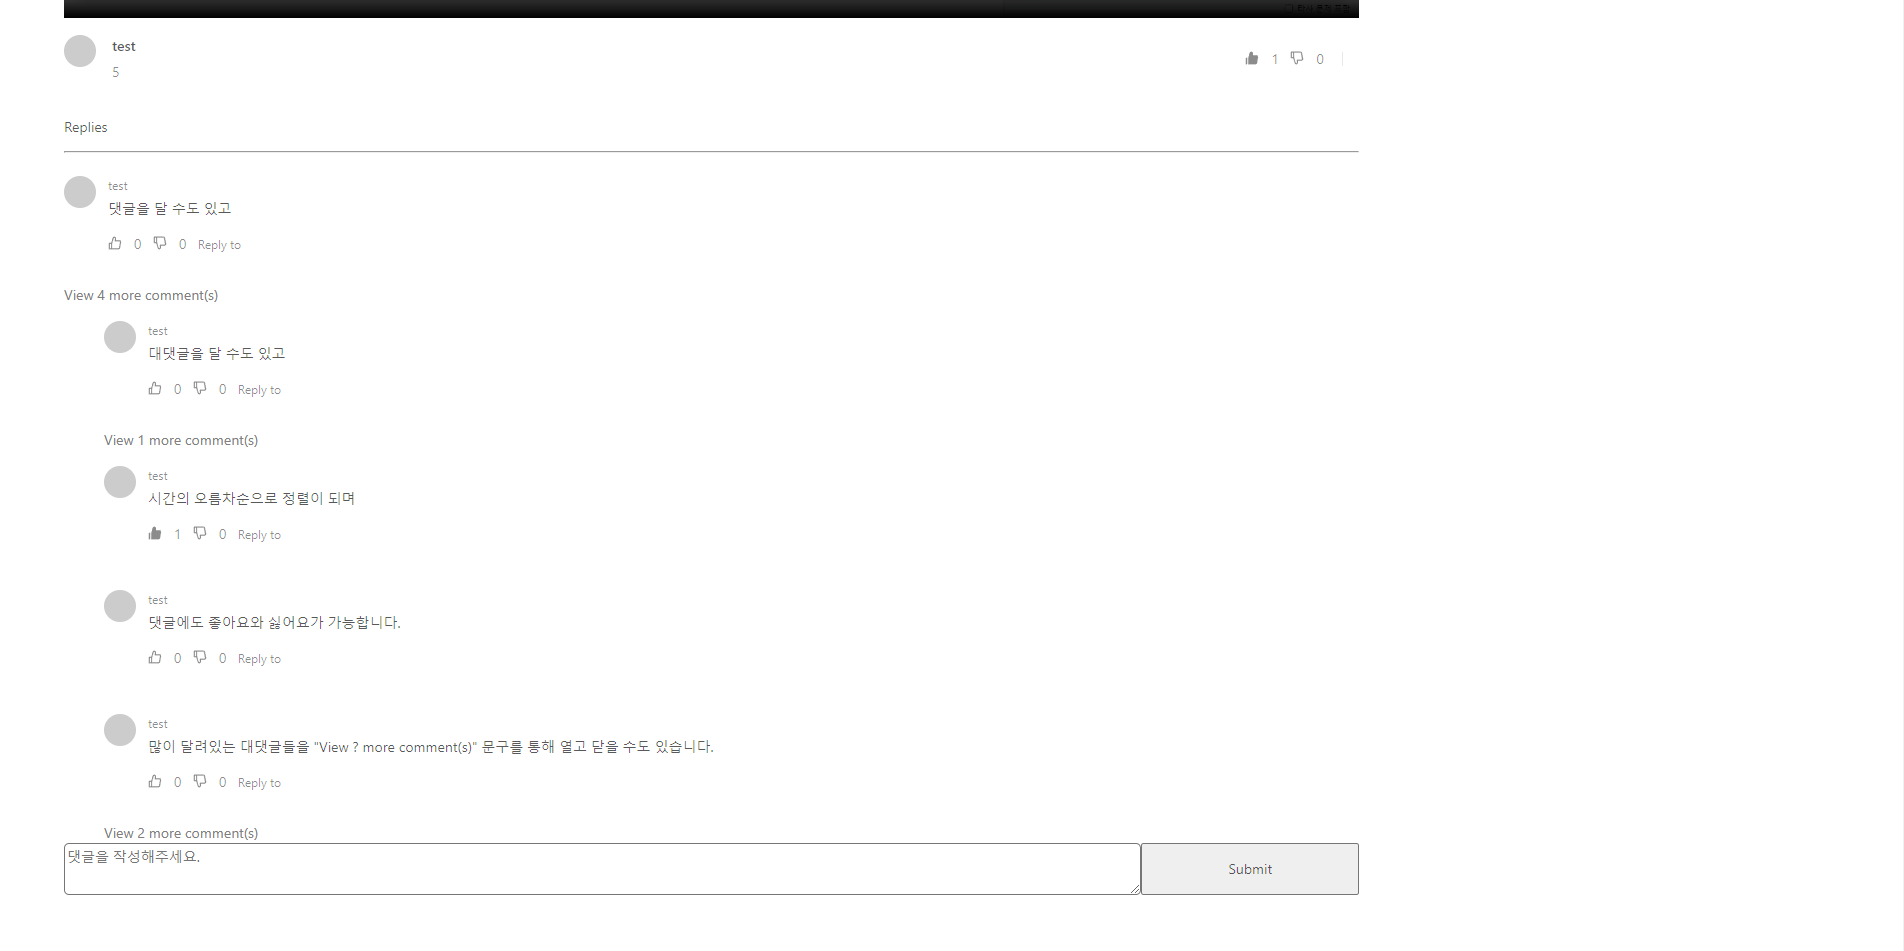 test
1 0
5
Replies
test
댓글을 달 수도 있고
0 0 Reply to
View 4 more comment(s)
test
대댓글을 달 수도 있고
0 0 Reply to
View 1 more comment(s)
test
시간의 오름차순으로 정렬이 되며
1 0 Reply to
test
댓글에도 좋아요와 싫어요가 가능합니다.
0 0 Reply to
test
많이 달려있는 대댓글들을 "View ? more comment(s)" 문구를 통해 열고 닫을 수도 있습니다.
0 0 Reply to
View 2 more comment(s)
댓글을 작성해주세요.
Submit